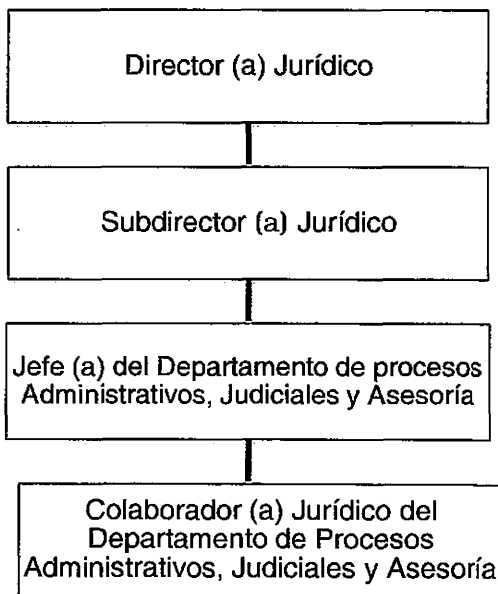 Director (a) Jurídico
Subdirector (a) Jurídico
Jefe (a) del Departamento de procesos
Administrativos, Judiciales y Asesoría
Colaborador (a) Jurídico del
Departamento de Procesos
Administrativos, Judiciales y Asesoría